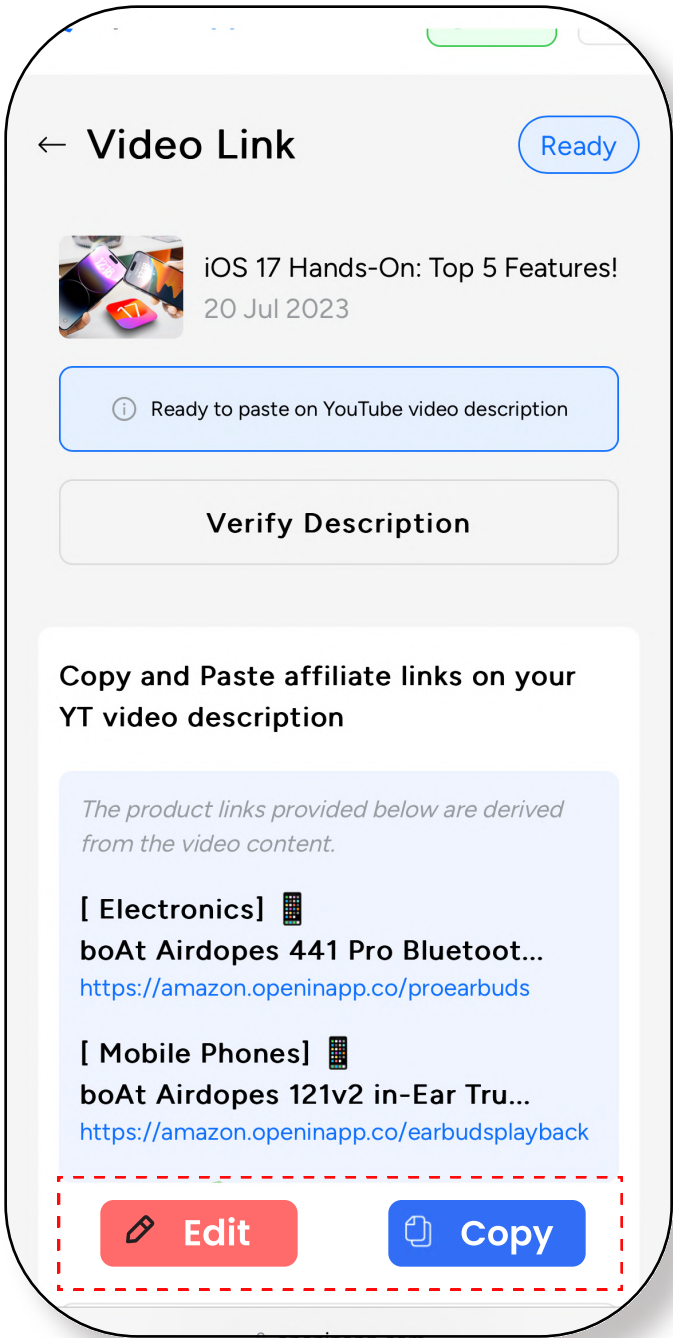 Video Link
Ready
17
iOS 17 Hands-On: Top 5 Features!
20 Jul 2023
Ready to paste on YouTube video description
Verify Description
Copy and Paste affiliate links on your
YT video description
The product links provided below are derived
from the video content.
[ Electronics] 📱
boAt Airdopes 441 Pro Bluetoot...
https://amazon.openinapp.co/proearbuds
[ Mobile Phones] 📱
boAt Airdopes 121v2 in-Ear Tru...
https://amazon.openinapp.co/earbudsplayback
Edit
Copy